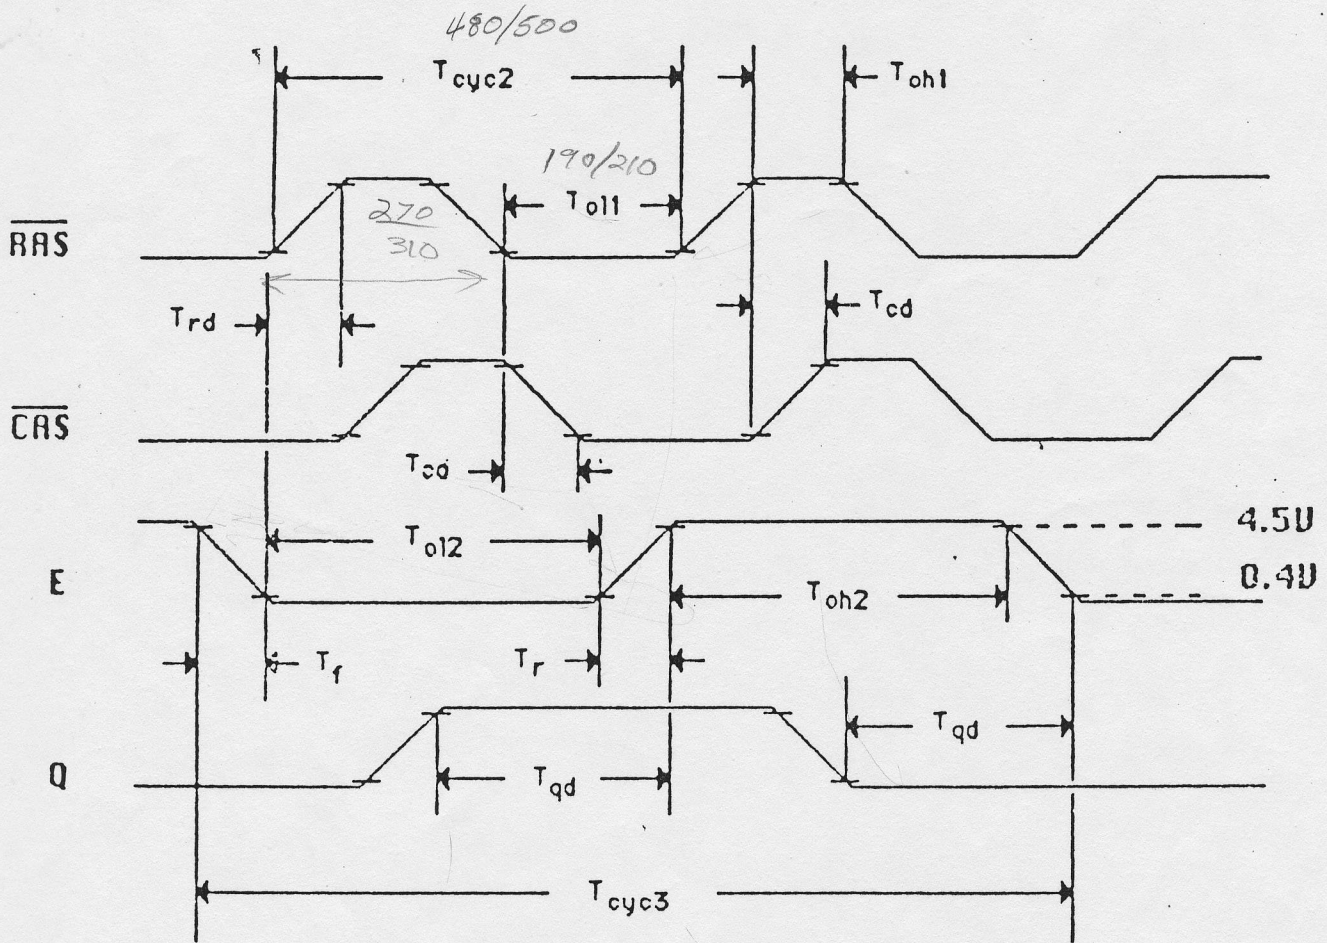 480/500
Tcyc2
Toh1
190/210
Tol1
RAS
270
310
Trd
Tcd
CAS
Tcd
Tol2
4.5V
E
0.4V
Toh2
Tf
Tr
Tqd
Q
Tqd
Tcyc3